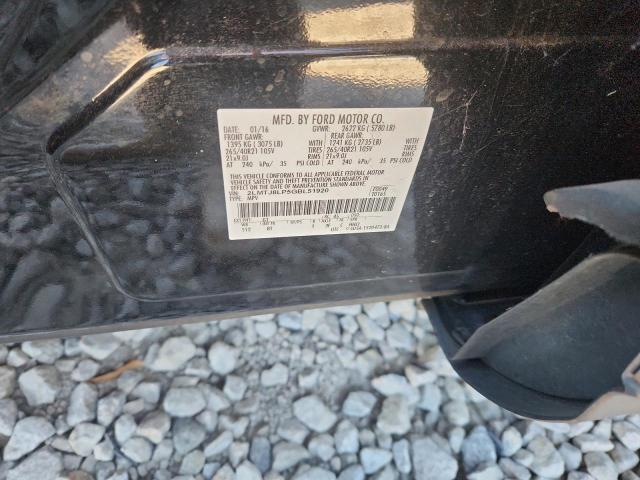 MFD. BY FORD MOTOR CO.
DATE: 01/16 GVWR: 2622 KG ( 5780 LB)
FRONT GAWR: REAR GAWR:
1395 KG ( 3075 LB) 1241 KG ( 2735 LB) WITH
265/40R21 105V TIRES 265/40R21 105V TIRES
21x9.0J RIMS 21x9.0J RIMS
AT 240 kPa/ 35 PSI COLD AT 240 kPa/ 35 PSI COLD
THIS VEHICLE CONFORMS TO ALL APPLICABLE FEDERAL MOTOR
VEHICLE SAFETY AND THEFT PREVENTION STANDARDS IN EFFECT
ON THE DATE OF MANUFACTURE SHOWN ABOVE.
VIN: 2LMTJ8LP5GBL51920
TYPE: MPV